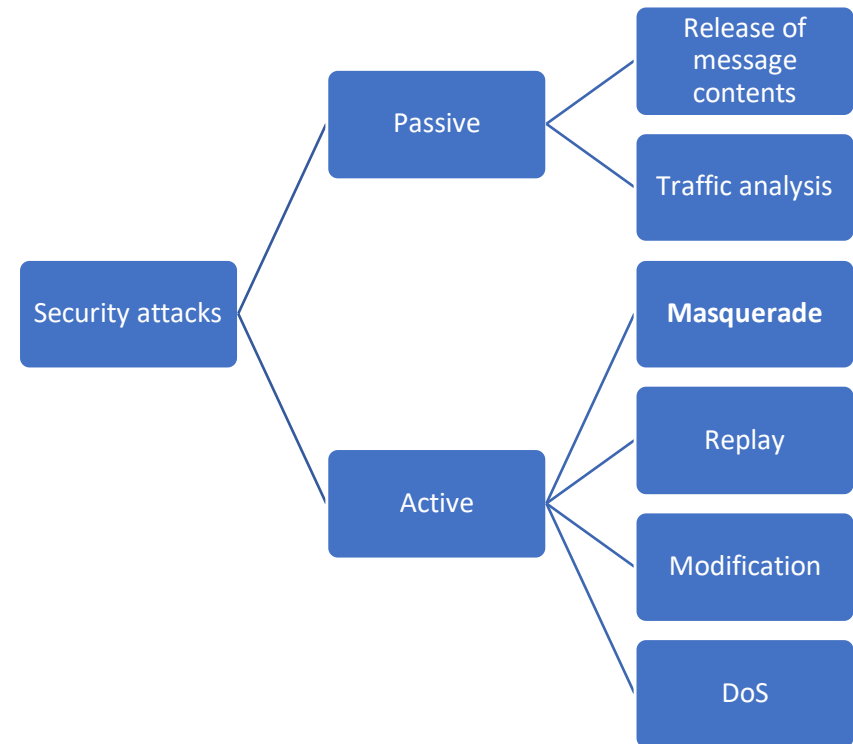 Security attacks
Passive
Release of
message
contents
Traffic analysis
Active
Masquerade
Replay
Modification
DoS